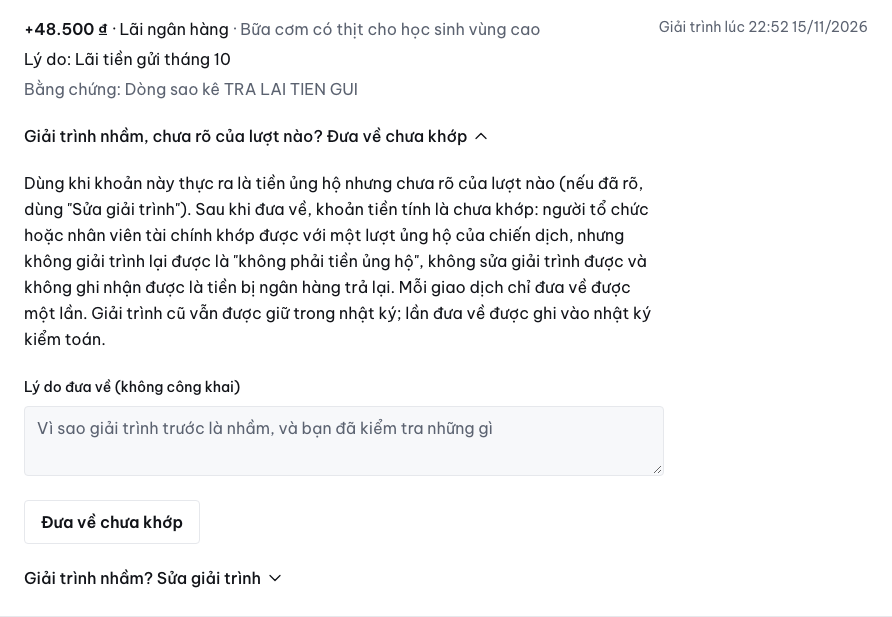 +48.500 ₫ · Lãi ngân hàng · Bữa cơm có thịt cho học sinh vùng cao
Giải trình lúc 22:52 15/11/2026
Lý do: Lãi tiền gửi tháng 10
Bằng chứng: Dòng sao kê TRA LAI TIEN GUI
Giải trình nhầm, chưa rõ của lượt nào? Đưa về chưa khớp
Dùng khi khoản này thực ra là tiền ủng hộ nhưng chưa rõ của lượt nào (nếu đã rõ,
dùng "Sửa giải trình"). Sau khi đưa về, khoản tiền tính là chưa khớp: người tổ chức
hoặc nhân viên tài chính khớp được với một lượt ủng hộ của chiến dịch, nhưng
không giải trình lại được là "không phải tiền ủng hộ", không sửa giải trình được và
không ghi nhận được là tiền bị ngân hàng trả lại. Mỗi giao dịch chỉ đưa về được
một lần. Giải trình cũ vẫn được giữ trong nhật ký; lần đưa về được ghi vào nhật ký
kiểm toán.
Lý do đưa về (không công khai)
Vì sao giải trình trước là nhầm, và bạn đã kiểm tra những gì
Đưa về chưa khớp
Giải trình nhầm? Sửa giải trình